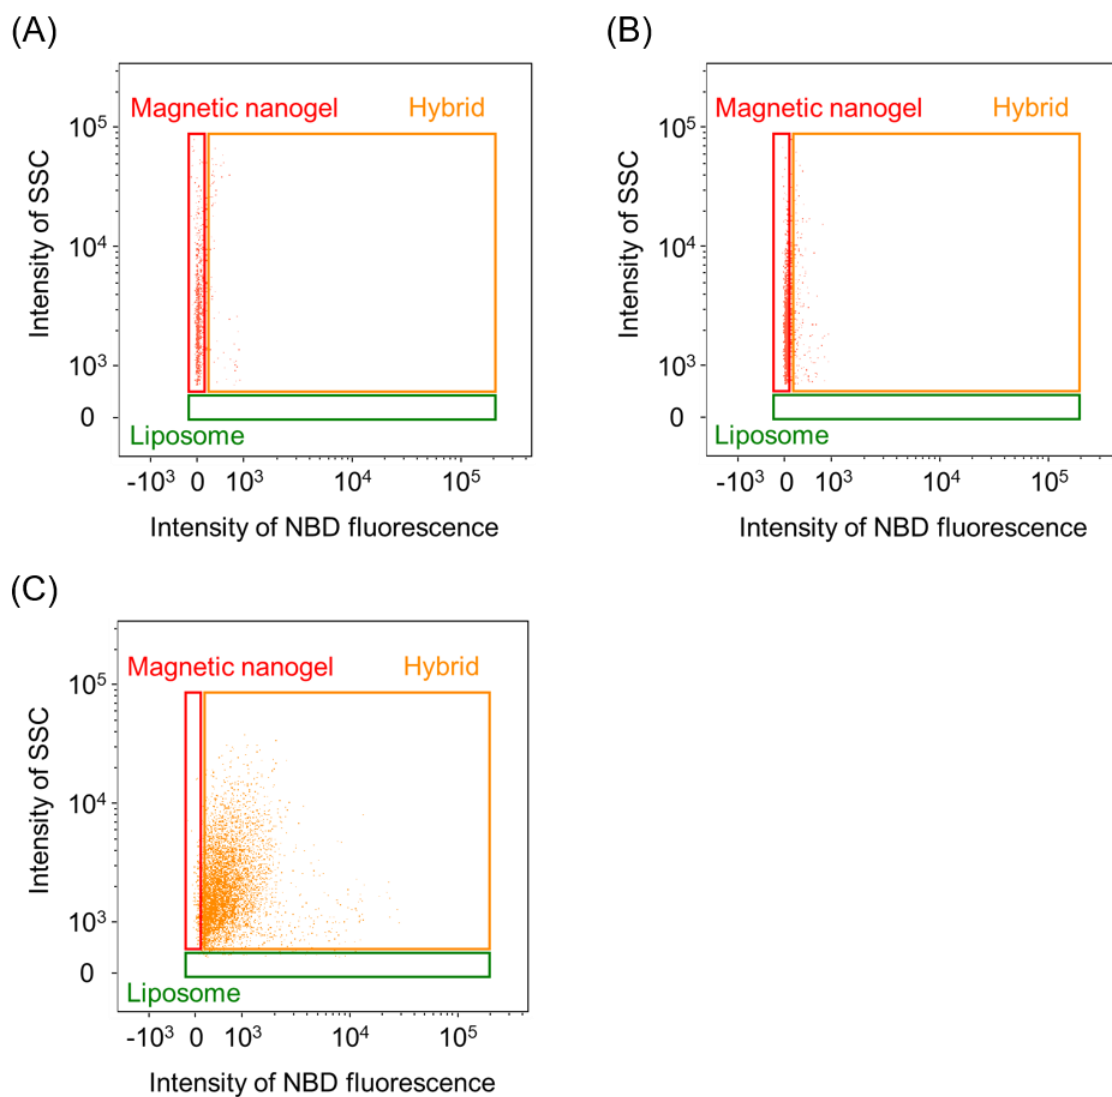 (A)
Magnetic nanogel Hybrid
10⁵
10⁴
10³
0
Intensity of SSC
Liposome
-10³ 0 10³ 10⁴ 10⁵
Intensity of NBD fluorescence
(B)
Magnetic nanogel Hybrid
10⁵
10⁴
10³
0
Intensity of SSC
Liposome
-10³ 0 10³ 10⁴ 10⁵
Intensity of NBD fluorescence
(C)
Magnetic nanogel Hybrid
10⁵
10⁴
10³
0
Intensity of SSC
Liposome
-10³ 0 10³ 10⁴ 10⁵
Intensity of NBD fluorescence